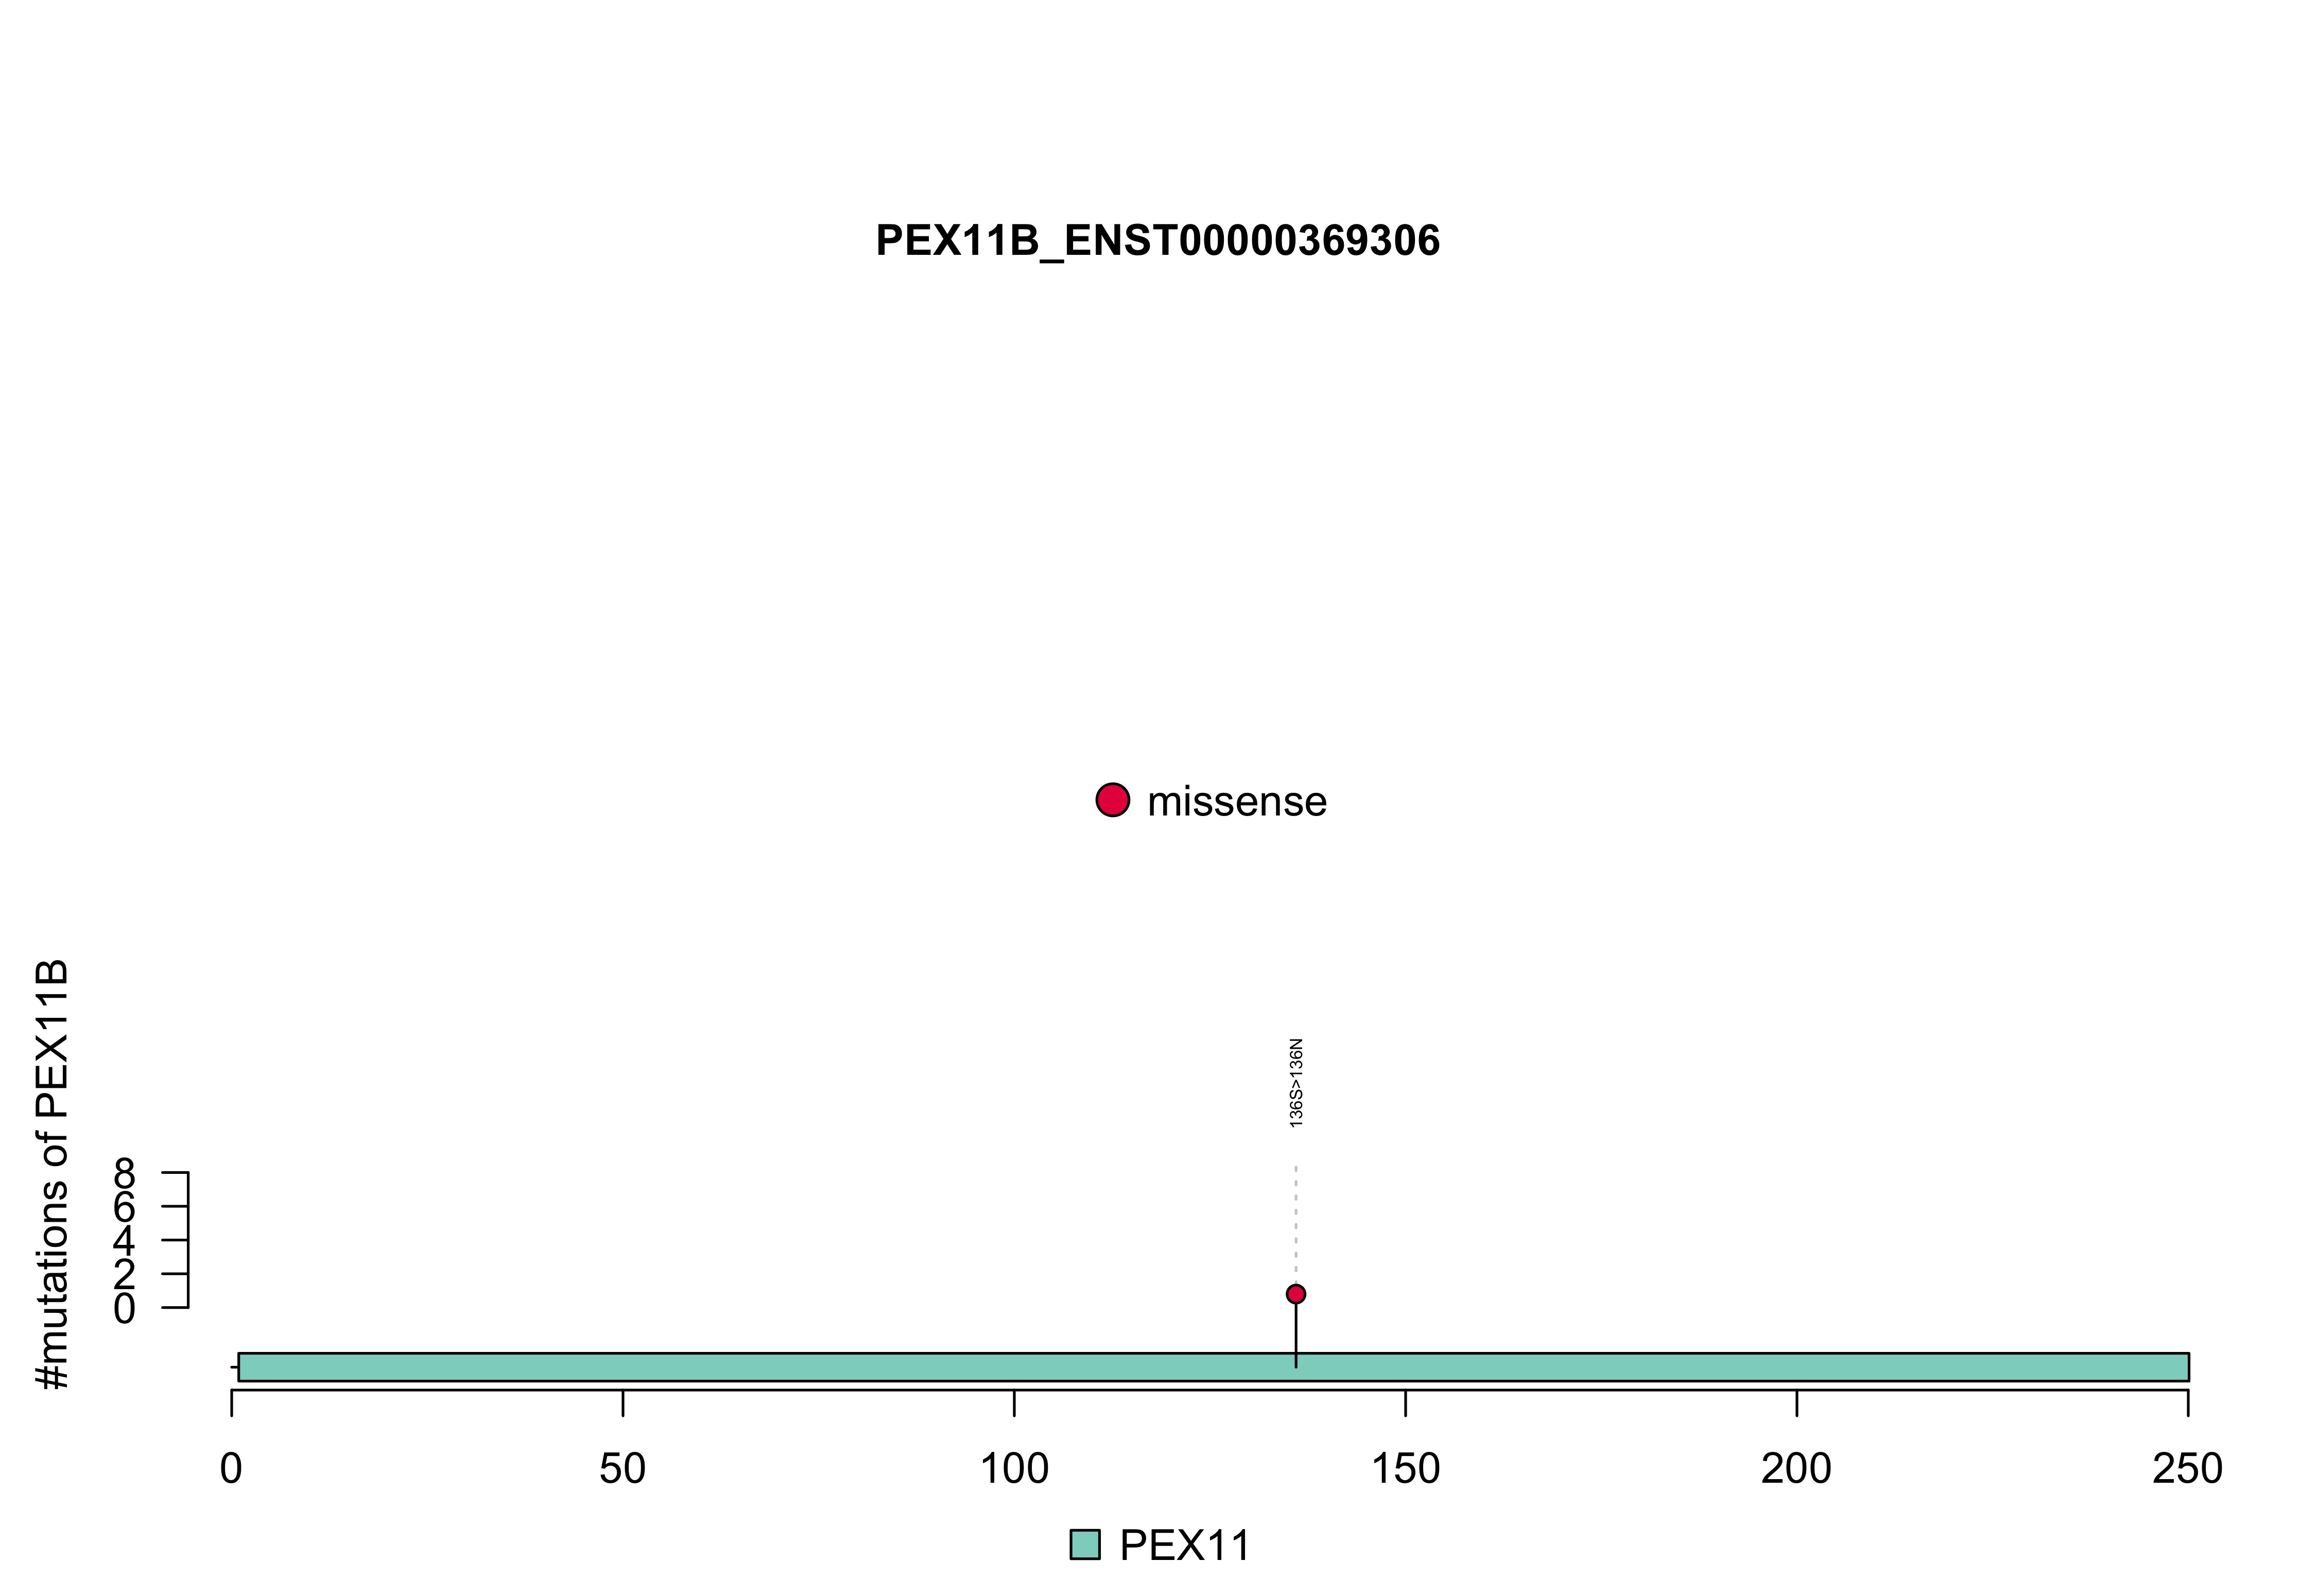 PEX11B_ENST00000369306
missense
#mutations of PEX11B
136S>136N
8
6
4
2
0
0 50 100 150 200 250
PEX11